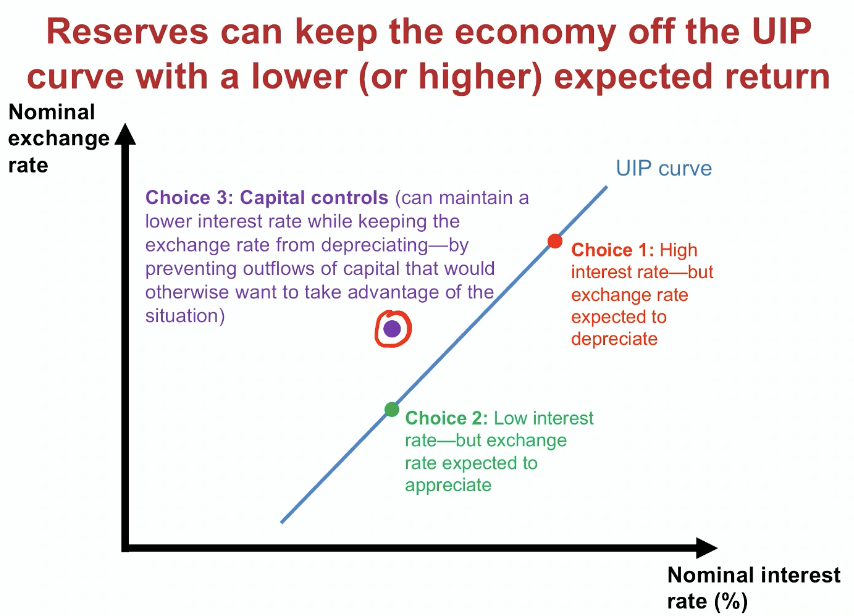 Reserves can keep the economy off the UIP
curve with a lower (or higher) expected return
Nominal
exchange
rate
UIP curve
Choice 3: Capital controls (can maintain a
lower interest rate while keeping the
exchange rate from depreciating—by
preventing outflows of capital that would
otherwise want to take advantage of the
situation)
Choice 1: High
interest rate—but
exchange rate
expected to
depreciate
Choice 2: Low interest
rate—but exchange
rate expected to
appreciate
Nominal interest
rate (%)